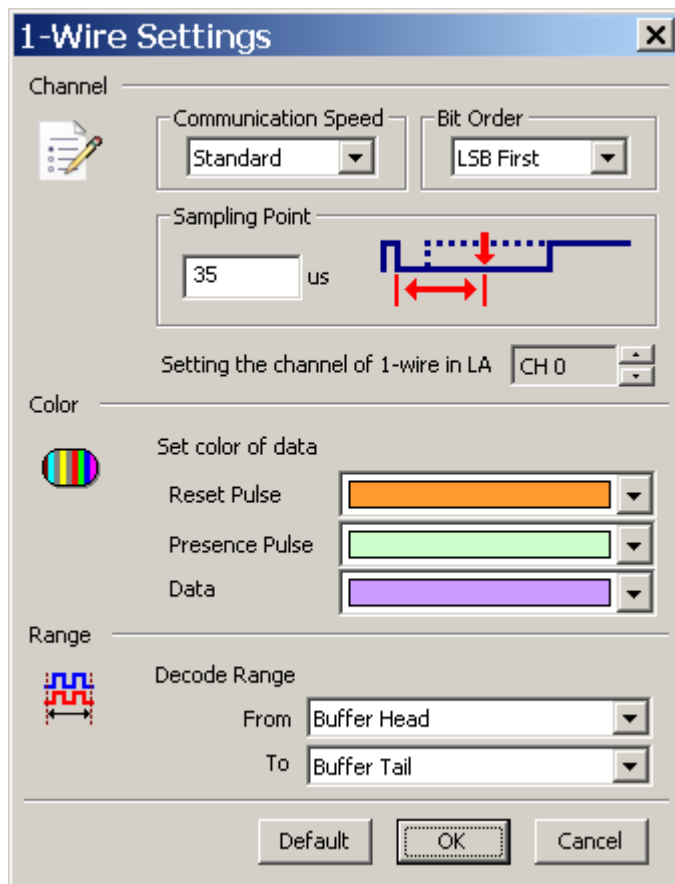 1-Wire Settings
Channel
Communication Speed
Bit Order
Standard
LSB First
Sampling Point
35 us
Setting the channel of 1-wire in LA CH 0
Color
Set color of data
Reset Pulse
Presence Pulse
Data
Range
Decode Range
From Buffer Head
To Buffer Tail
Default OK Cancel